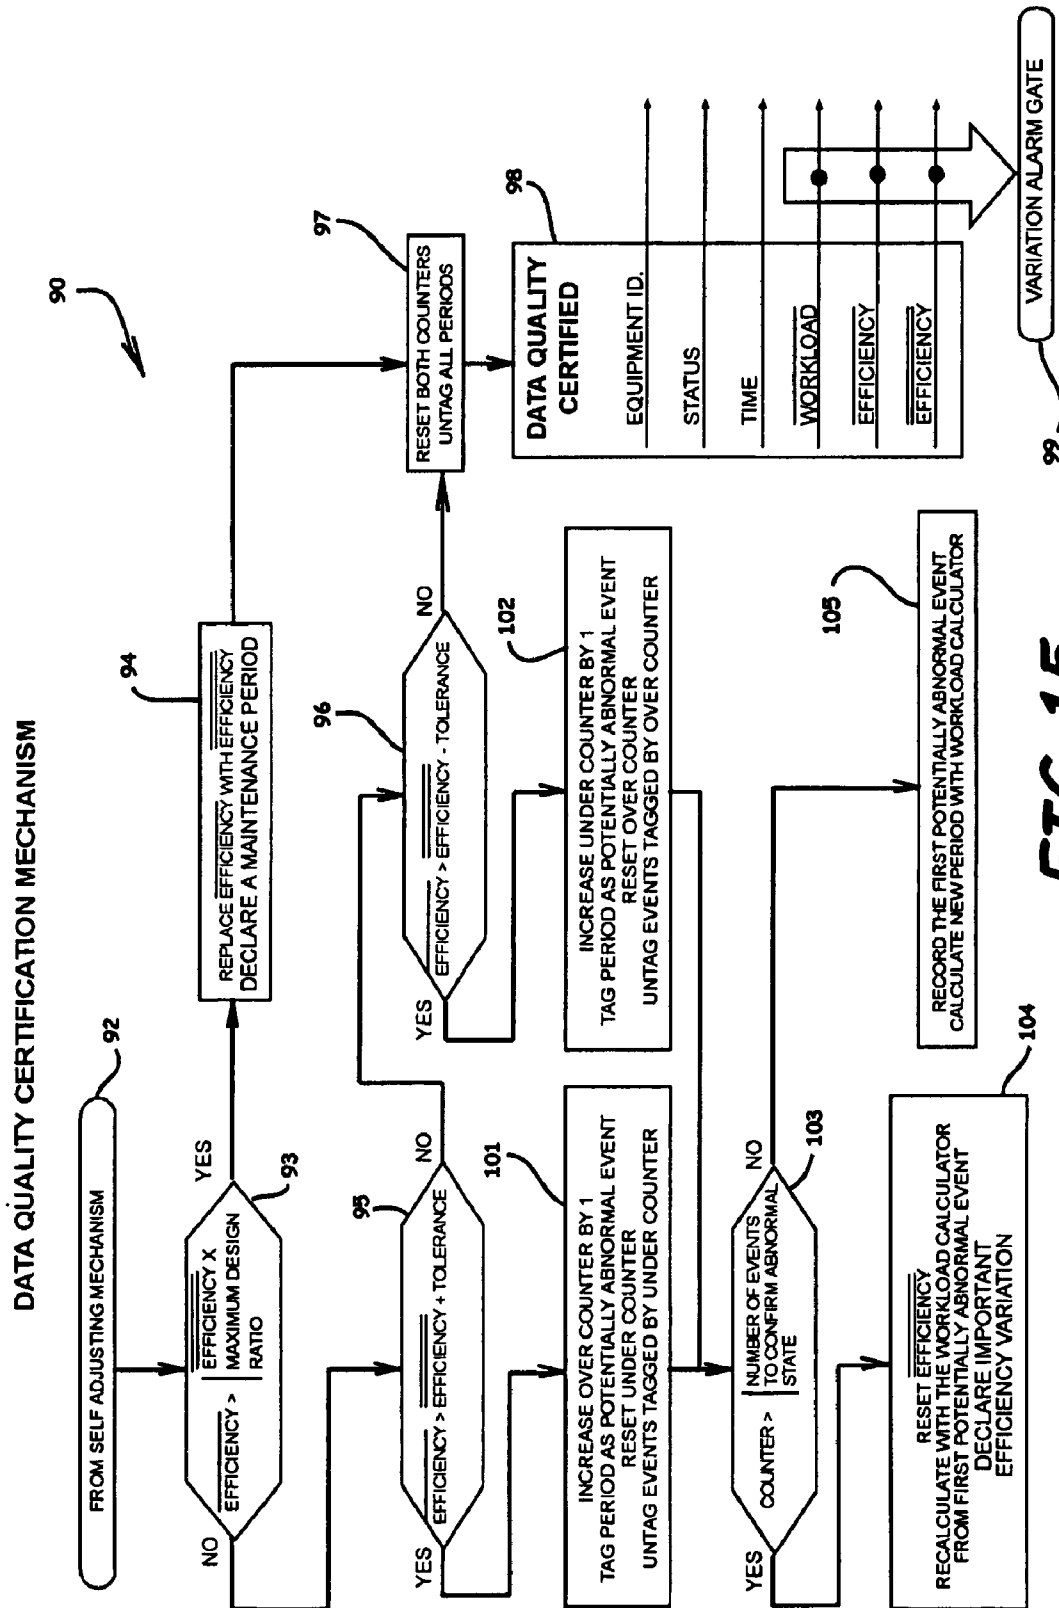 DATA QUALITY CERTIFICATION MECHANISM
90
FROM SELF ADJUSTING MECHANISM
92
EFFICIENCY >
EFFICIENCY X
MAXIMUM DESIGN
RATIO
YES
NO
93
REPLACE EFFICIENCY WITH EFFICIENCY
DECLARE A MAINTENANCE PERIOD
94
EFFICIENCY > EFFICIENCY + TOLERANCE
95
NO
YES
EFFICIENCY > EFFICIENCY - TOLERANCE
96
NO
YES
RESET BOTH COUNTERS
UNTAG ALL PERIODS
97
INCREASE OVER COUNTER BY 1
TAG PERIOD AS POTENTIALLY ABNORMAL EVENT
RESET UNDER COUNTER
UNTAG EVENTS TAGGED BY UNDER COUNTER
101
INCREASE UNDER COUNTER BY 1
TAG PERIOD AS POTENTIALLY ABNORMAL EVENT
RESET OVER COUNTER
UNTAG EVENTS TAGGED BY OVER COUNTER
102
DATA QUALITY
CERTIFIED
98
EQUIPMENT ID.
STATUS
TIME
WORKLOAD
EFFICIENCY
EFFICIENCY
COUNTER >
NUMBER OF EVENTS
TO CONFIRM ABNORMAL
STATE
NO
YES
103
RESET EFFICIENCY
RECALCULATE WITH THE WORKLOAD CALCULATOR
FROM FIRST POTENTIALLY ABNORMAL EVENT
DECLARE IMPORTANT
EFFICIENCY VARIATION
104
RECORD THE FIRST POTENTIALLY ABNORMAL EVENT
CALCULATE NEW PERIOD WITH WORKLOAD CALCULATOR
105
VARIATION ALARM GATE
99